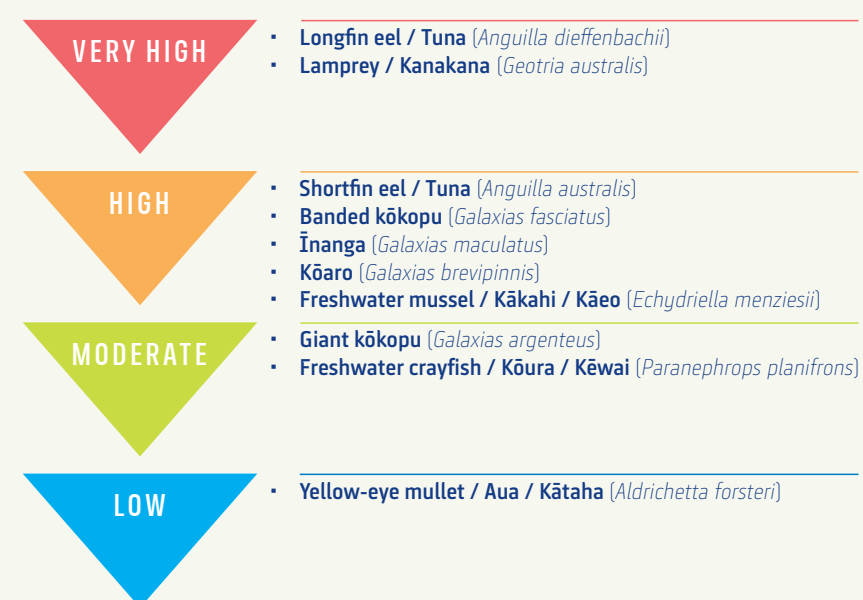 VERY HIGH
▪ Longfin eel / Tuna (Anguilla dieffenbachii)
▪ Lamprey / Kanakana (Geotria australis)
HIGH
▪ Shortfin eel / Tuna (Anguilla australis)
▪ Banded kōkopu (Galaxias fasciatus)
▪ Īnanga (Galaxias maculatus)
▪ Kōaro (Galaxias brevipinnis)
▪ Freshwater mussel / Kākahi / Kāeo (Echydriella menziesii)
MODERATE
▪ Giant kōkopu (Galaxias argenteus)
▪ Freshwater crayfish / Kōura / Kēwai (Paranephrops planifrons)
LOW
▪ Yellow-eye mullet / Aua / Kātaha (Aldrichetta forsteri)